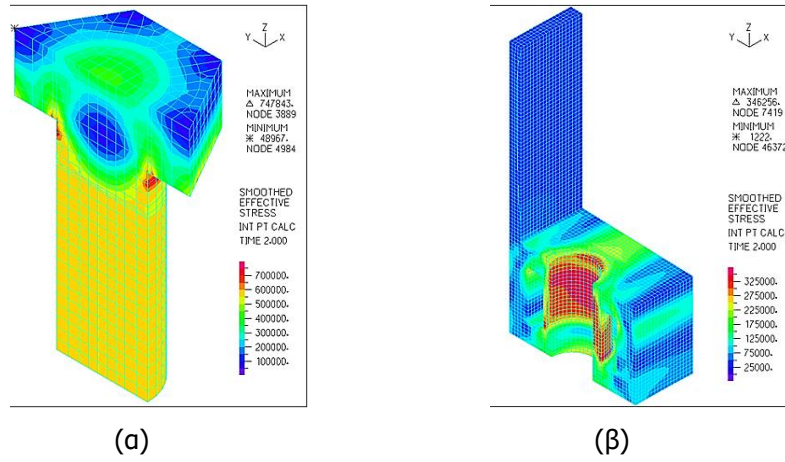 Z
Y X
MAXIMUM
Δ 747843.
NODE 3889
MINIMUM
* 48967.
NODE 4984
SMOOTHED
EFFECTIVE
STRESS
INT PT CALC
TIME 2.000
700000.
600000.
500000.
400000.
300000.
200000.
100000.
(α)
Z
Y X
MAXIMUM
Δ 346256.
NODE 7419
MINIMUM
* 1222.
NODE 46372
SMOOTHED
EFFECTIVE
STRESS
INT PT CALC
TIME 2.000
325000.
275000.
225000.
175000.
125000.
75000.
25000.
(β)